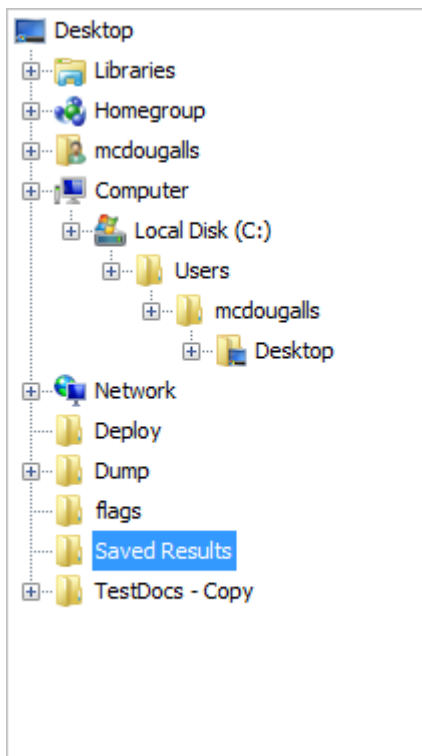 Desktop
Libraries
Homegroup
mcdougalls
Computer
Local Disk (C:)
Users
mcdougalls
Desktop
Network
Deploy
Dump
flags
Saved Results
TestDocs - Copy